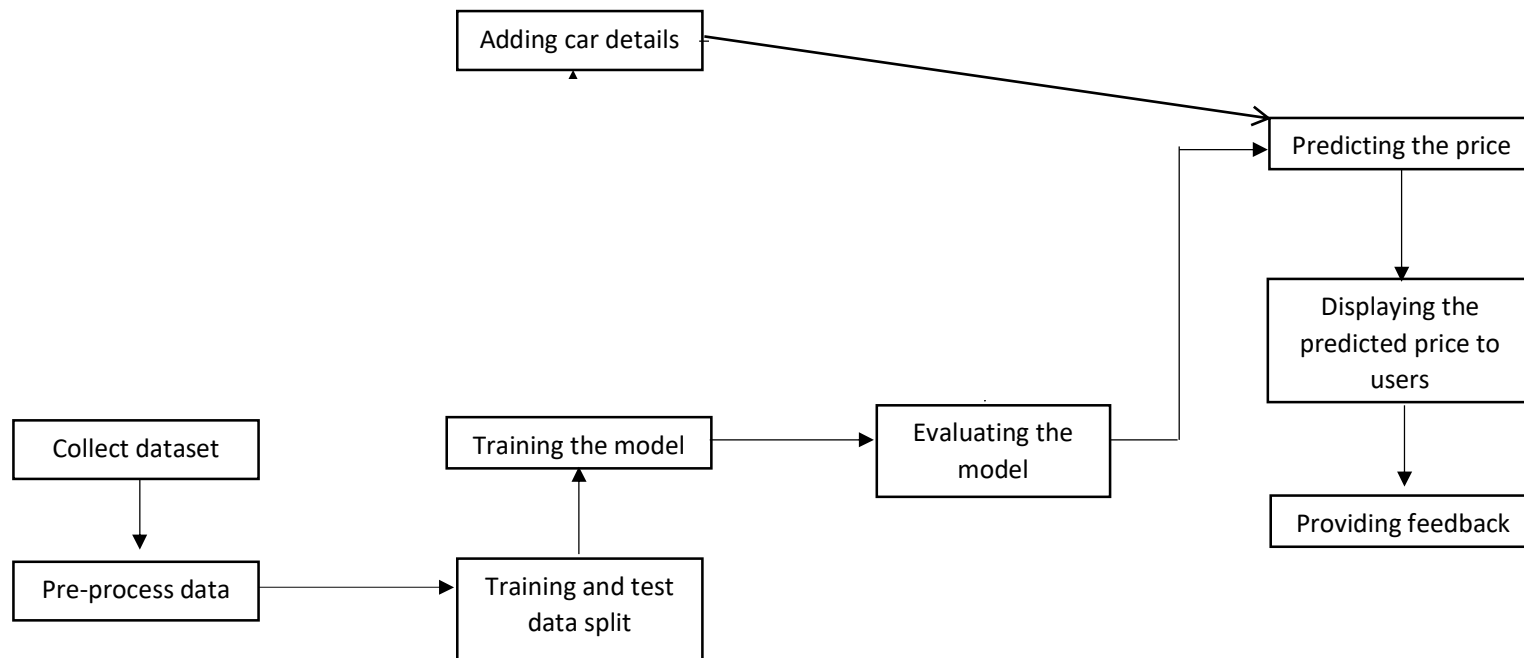 Adding car details
Predicting the price
Displaying the
predicted price to
users
Collect dataset
Training the model
Evaluating the
model
Providing feedback
Pre-process data
Training and test
data split